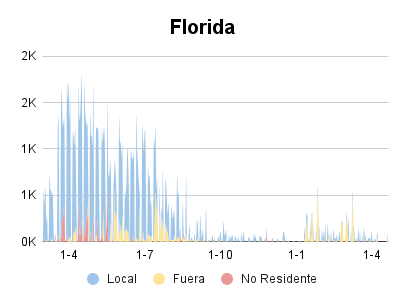 Florida
2K
2K
1K
1K
0K
1-4 1-7 1-10 1-1 1-4
Local Fuera No Residente